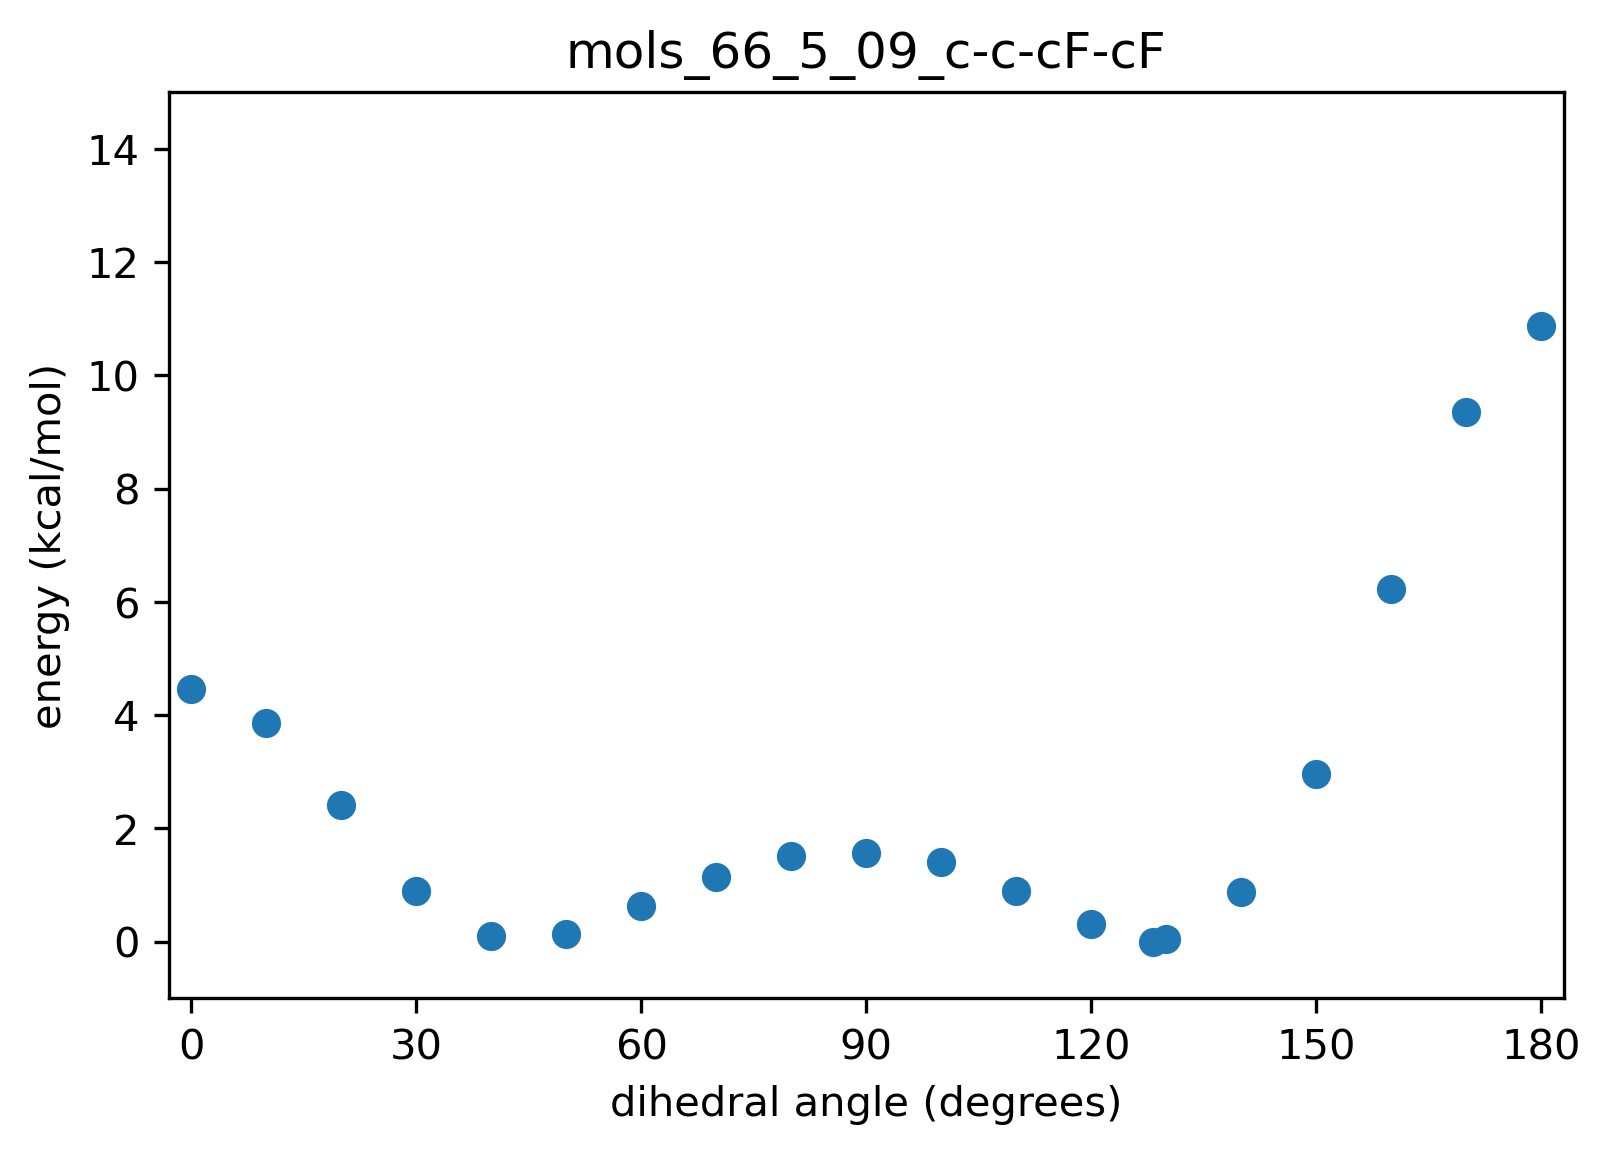 mols_66_5_09_c-c-cF-cF
energy (kcal/mol)
14
12
10
8
6
4
2
0
0 30 60 90 120 150 180
dihedral angle (degrees)